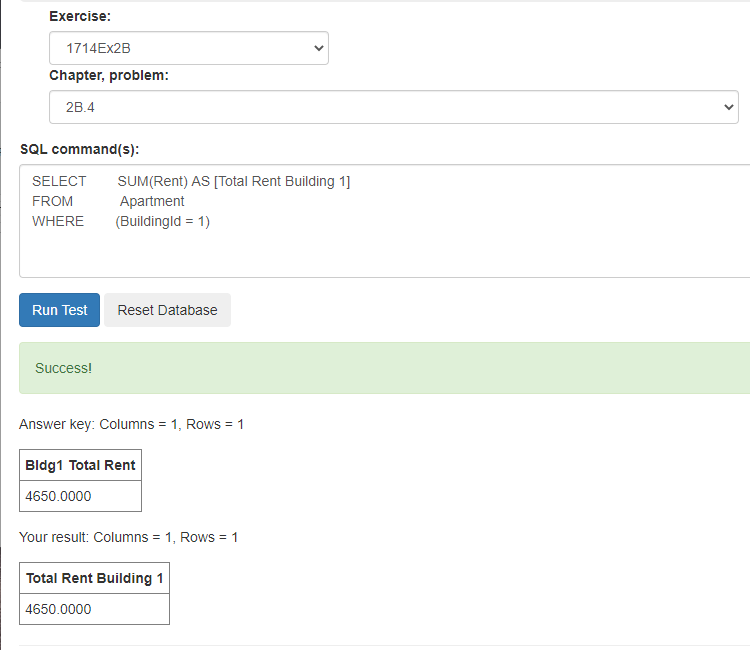 Exercise:
1714Ex2B
Chapter, problem:
2B.4
SQL command(s):
SELECT SUM(Rent) AS [Total Rent Building 1]
FROM Apartment
WHERE (BuildingId = 1)
Run Test Reset Database
Success!
Answer key: Columns = 1, Rows = 1
Bldg1 Total Rent
4650.0000
Your result: Columns = 1, Rows = 1
Total Rent Building 1
4650.0000